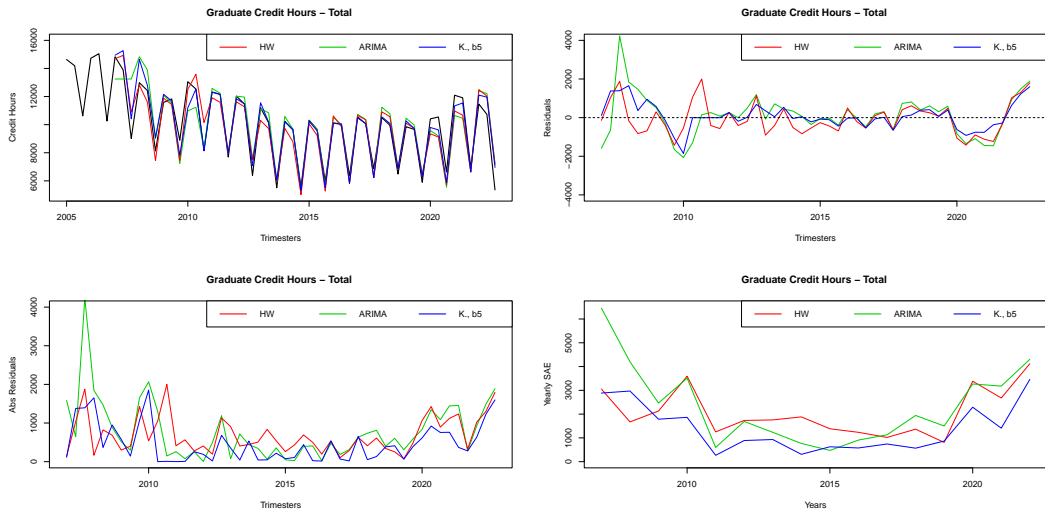 Graduate Credit Hours – Total
Credit Hours
16000
12000
8000
6000
HW
ARIMA
K., b5
2005
2010
2015
2020
Trimesters
Graduate Credit Hours – Total
Residuals
4000
2000
0
−2000
−4000
HW
ARIMA
K., b5
2010
2015
2020
Trimesters
Graduate Credit Hours – Total
Abs Residuals
4000
3000
2000
1000
0
HW
ARIMA
K., b5
2010
2015
2020
Trimesters
Graduate Credit Hours – Total
Yearly SAE
5000
3000
1000
0
HW
ARIMA
K., b5
2010
2015
2020
Years